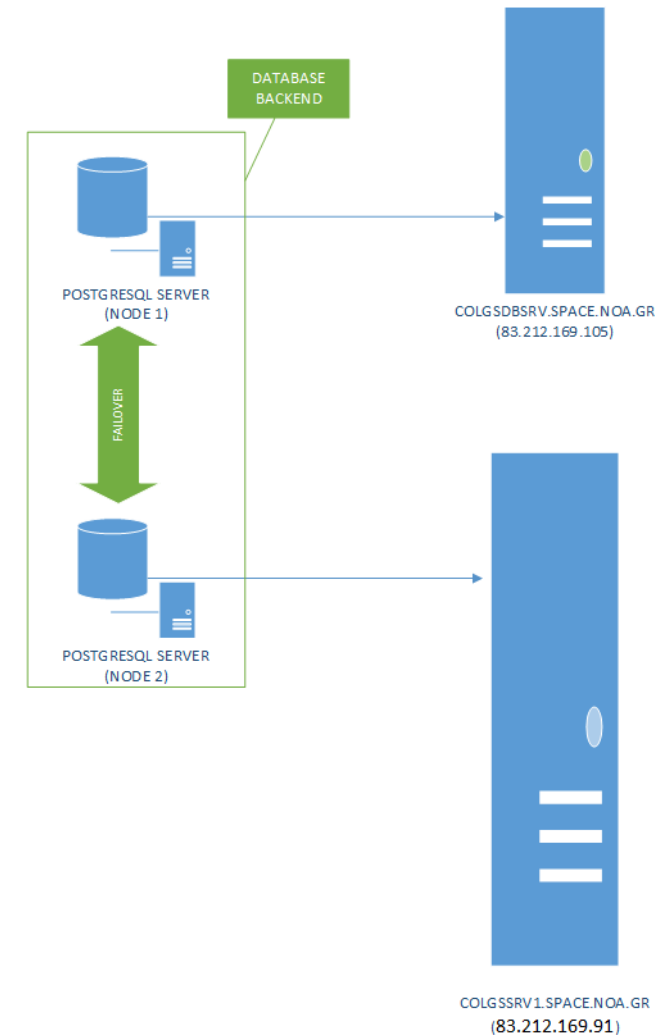 DATABASE
BACKEND
POSTGRESQL SERVER
(NODE 1)
COLGSDBSRV.SPACE.NOA.GR
(83.212.169.105)
FAILOVER
POSTGRESQL SERVER
(NODE 2)
COLGSSRV1.SPACE.NOA.GR
(83.212.169.91)